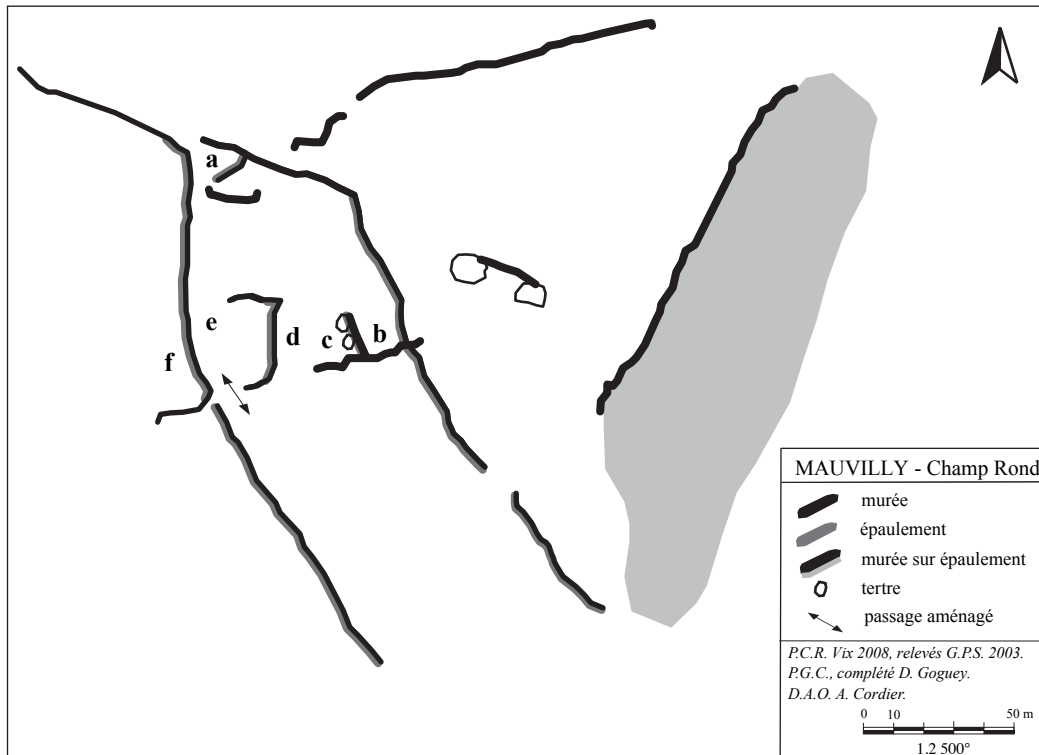 a
e
d
c
b
f
MAUVILLY - Champ Rond
murée
épaulement
murée sur épaulement
tertre
passage aménagé
P.C.R. Vix 2008, relevés G.P.S. 2003.
P.G.C., complété D. Goguey.
D.A.O. A. Cordier.
0 10 50 m
1.2 500°